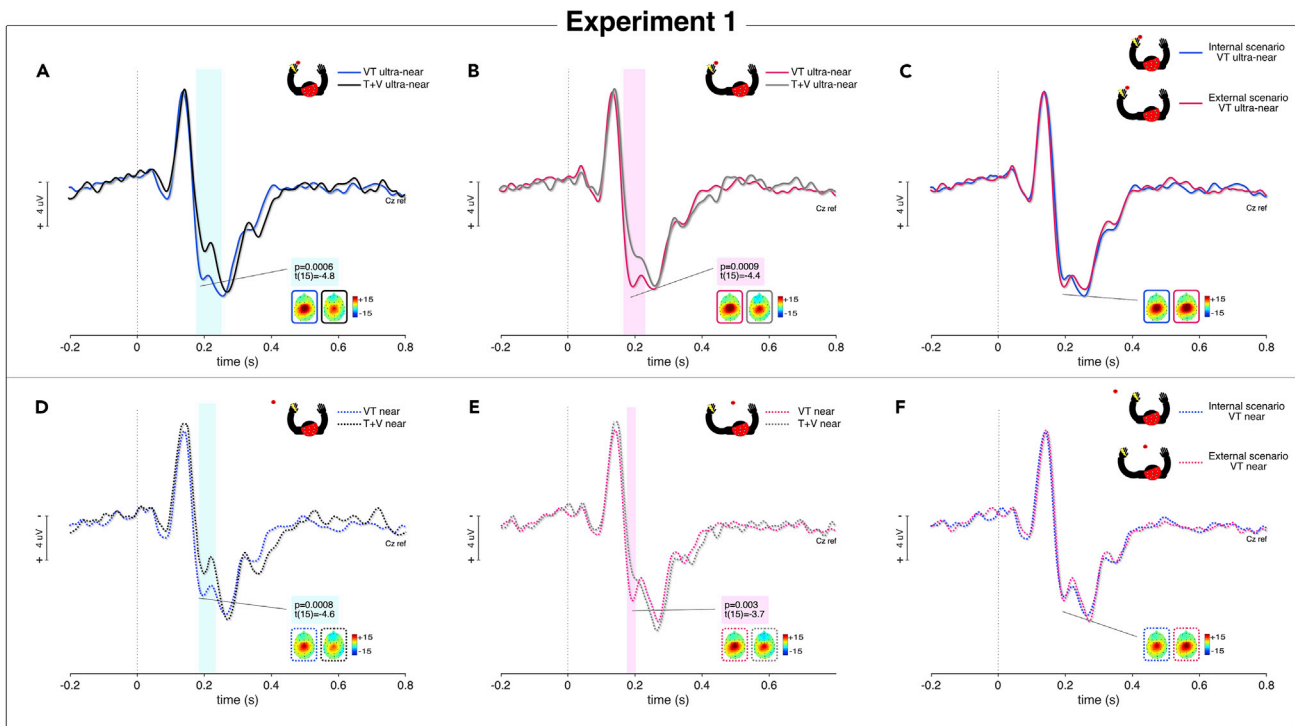 Experiment 1
A
VT ultra-near
T+V ultra-near
-
4 uV
+
Cz ref
p=0.0006
t(15)=-4.8
+15
-15
-0.2 0 0.2 0.4 0.6 0.8
time (s)
B
VT ultra-near
T+V ultra-near
-
4 uV
+
Cz ref
p=0.0009
t(15)=-4.4
+15
-15
-0.2 0 0.2 0.4 0.6 0.8
time (s)
C
Internal scenario
VT ultra-near
External scenario
VT ultra-near
-
4 uV
+
Cz ref
+15
-15
-0.2 0 0.2 0.4 0.6 0.8
time (s)
D
VT near
T+V near
-
4 uV
+
Cz ref
p=0.0008
t(15)=-4.6
+15
-15
-0.2 0 0.2 0.4 0.6 0.8
time (s)
E
VT near
T+V near
-
4 uV
+
Cz ref
p=0.003
t(15)=-3.7
+15
-15
-0.2 0 0.2 0.4 0.6 0.8
time (s)
F
Internal scenario
VT near
External scenario
VT near
-
4 uV
+
Cz ref
+15
-15
-0.2 0 0.2 0.4 0.6 0.8
time (s)